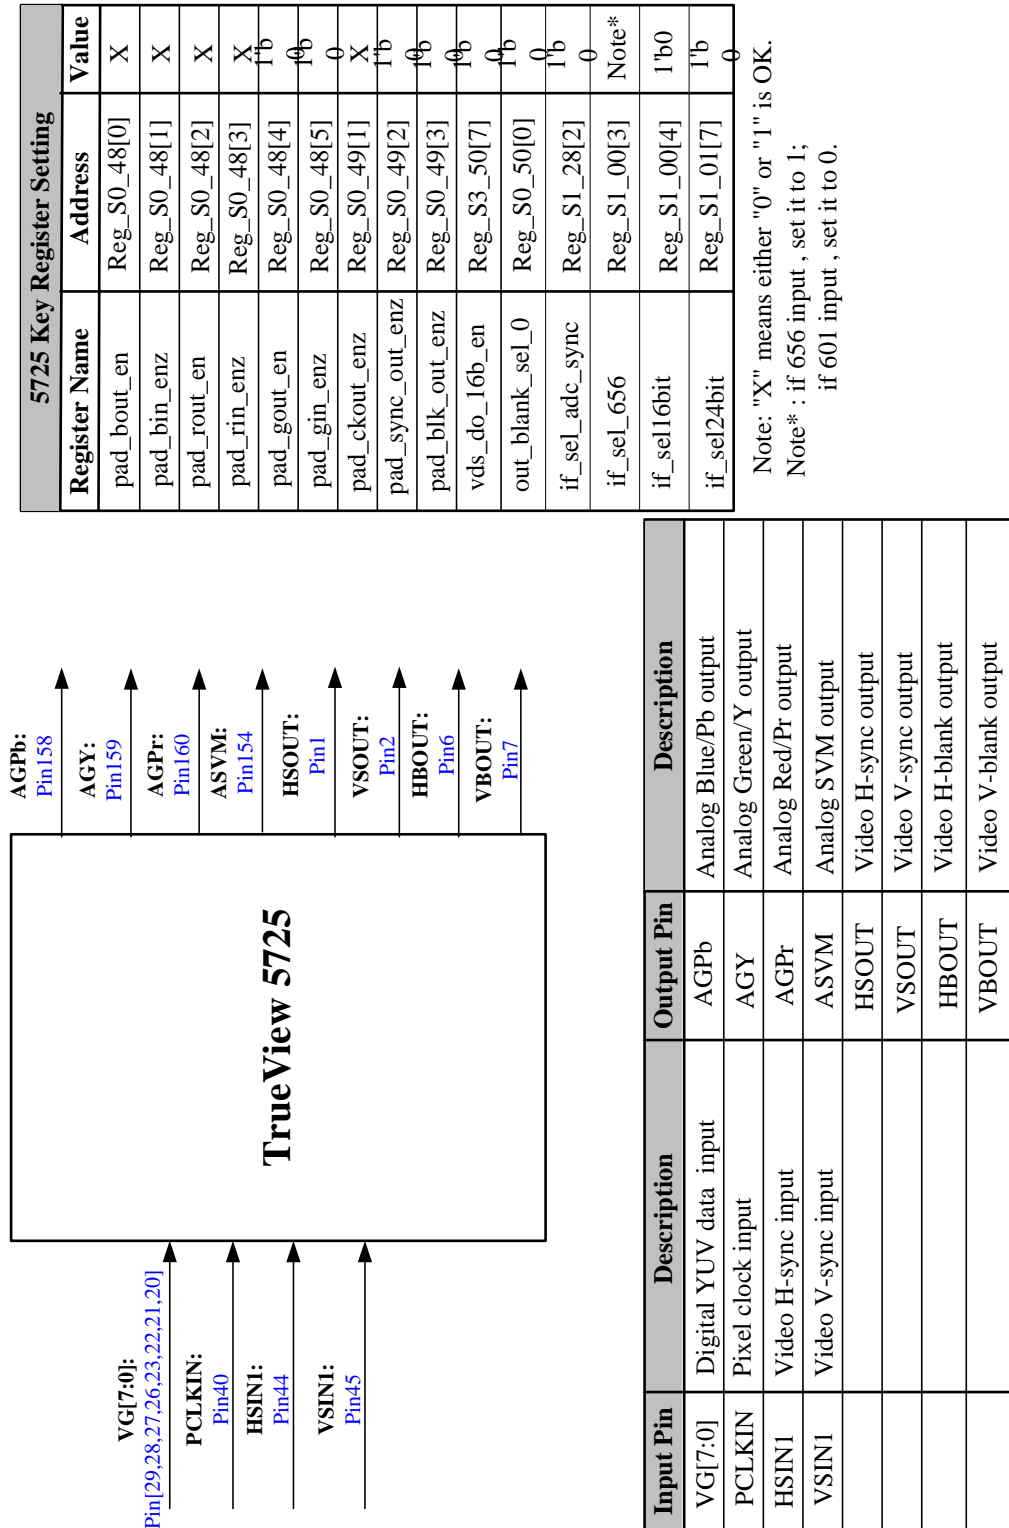 VG[7:0]:
Pin[29,28,27,26,23,22,21,20]
PCLKIN:
Pin40
HSIN1:
Pin44
VSIN1:
Pin45
TrueView 5725
AGPb:
Pin158
AGY:
Pin159
AGPr:
Pin160
ASVM:
Pin154
HSOUT:
Pin1
VSOUT:
Pin2
HBOUT:
Pin6
VBOUT:
Pin7
5725 Key Register Setting
Register Name Address Value
pad_bout_en Reg_S0_48[0] X
pad_bin_enz Reg_S0_48[1] X
pad_rout_en Reg_S0_48[2] X
pad_rin_enz Reg_S0_48[3] X
pad_gout_en Reg_S0_48[4] 1'b0
pad_gin_enz Reg_S0_48[5] 1'b0
pad_ckout_enz Reg_S0_49[1] X
pad_sync_out_enz Reg_S0_49[2] 1'b0
pad_blk_out_enz Reg_S0_49[3] 1'b0
vds_do_16b_en Reg_S3_50[7] 1'b0
out_blank_sel_0 Reg_S0_50[0] 1'b0
if_sel_adc_sync Reg_S1_28[2] 1'b0
if_sel_656 Reg_S1_00[3] Note*
if_sel16bit Reg_S1_00[4] 1'b0
if_sel24bit Reg_S1_01[7] 1'b0
Note: "X" means either "0" or "1" is OK.
Note* : if 656 input , set it to 1;
if 601 input , set it to 0.
Input Pin Description Output Pin Description
VG[7:0] Digital YUV data input AGPb Analog Blue/Pb output
PCLKIN Pixel clock input AGY Analog Green/Y output
HSIN1 Video H-sync input AGPr Analog Red/Pr output
VSIN1 Video V-sync input ASVM Analog SVM output
HSOUT Video H-sync output
VSOUT Video V-sync output
HBOUT Video H-blank output
VBOUT Video V-blank output